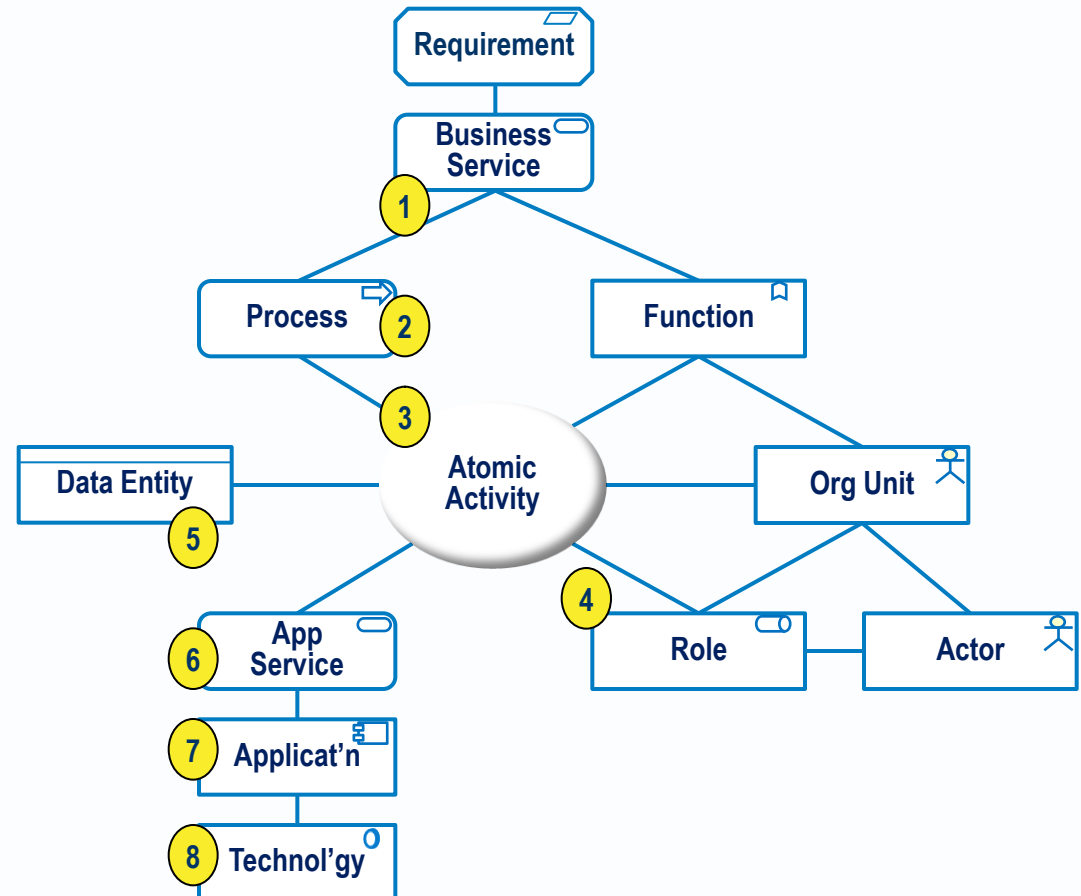 Requirement
Business
Service
1
Process
2
Function
3
Atomic
Activity
Data Entity
5
Org Unit
4
App
Service
6
Role
Actor
7
Applicat'n
8
Technol'gy